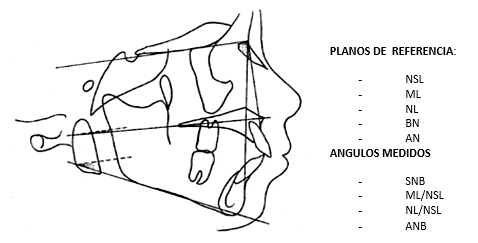 PLANOS DE REFERENCIA:
- NSL
- ML
- NL
- BN
- AN
ANGULOS MEDIDOS
- SNB
- ML/NSL
- NL/NSL
- ANB